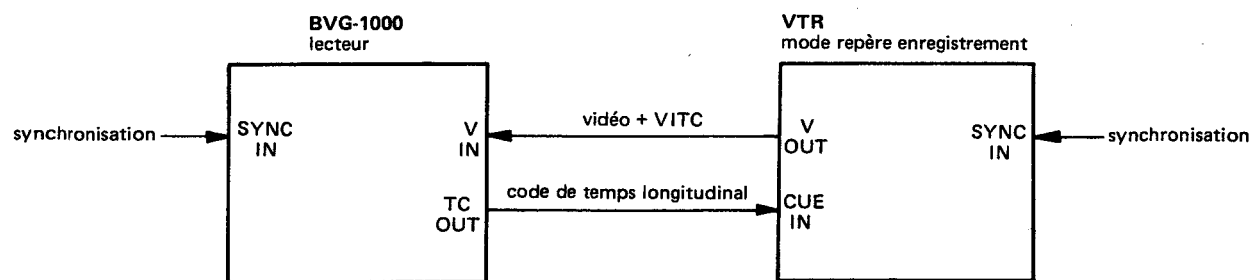 BVG-1000
lecteur
VTR
mode repère enregistrement
synchronisation
SYNC
IN
V
IN
vidéo + VITC
V
OUT
SYNC
IN
synchronisation
TC
OUT
code de temps longitudinal
CUE
IN